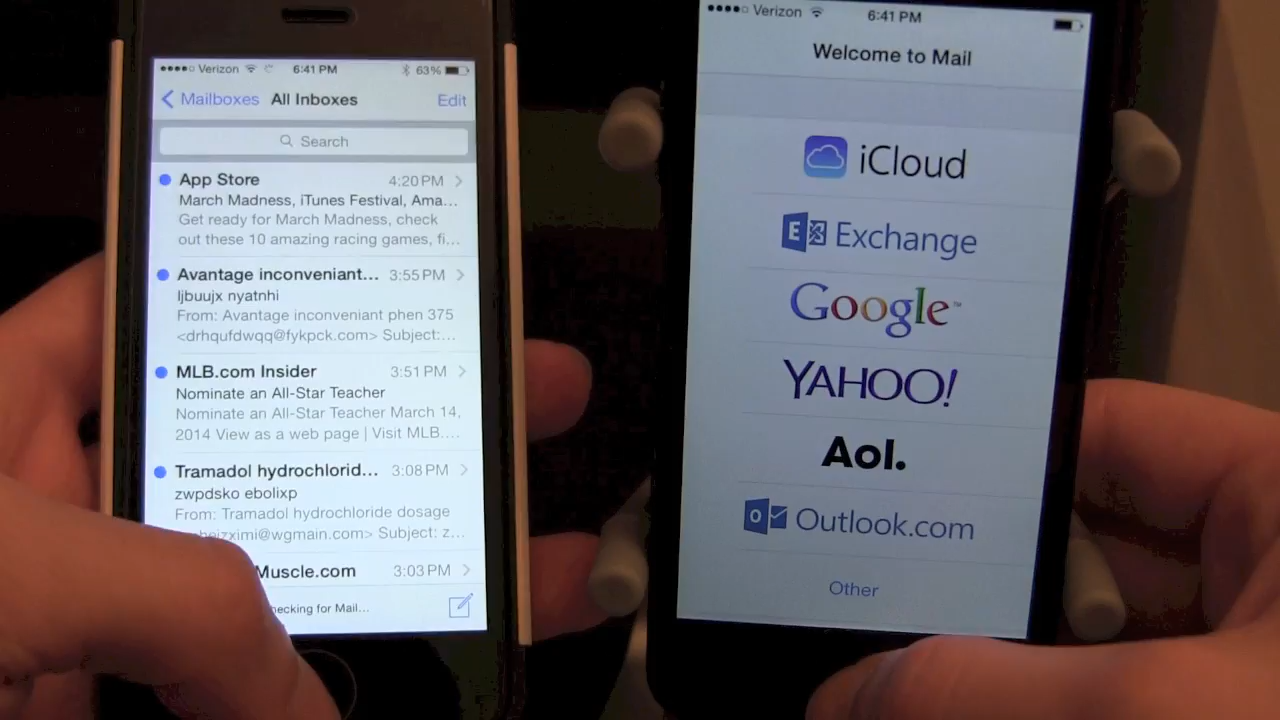 Verizon 6:41 PM 63%
Mailboxes All Inboxes Edit
Search
App Store 4:20 PM
March Madness, iTunes Festival, Ama...
Get ready for March Madness, check
out these 10 amazing racing games, fi...
Avantage inconveniant... 3:55 PM
ljbuujx nyatnhi
From: Avantage inconveniant phen 375
<drhqufdwqq@fykpck.com> Subject:...
MLB.com Insider 3:51 PM
Nominate an All-Star Teacher
Nominate an All-Star Teacher March 14,
2014 View as a web page | Visit MLB....
Tramadol hydrochlorid... 3:08 PM
zwpdsko ebolixp
From: Tramadol hydrochloride dosage
Subject: z...
Muscle.com 3:03 PM
for Mail...
Verizon 6:41 PM
Welcome to Mail
iCloud
E Exchange
Google™
YAHOO!
Aol.
O Outlook.com
Other